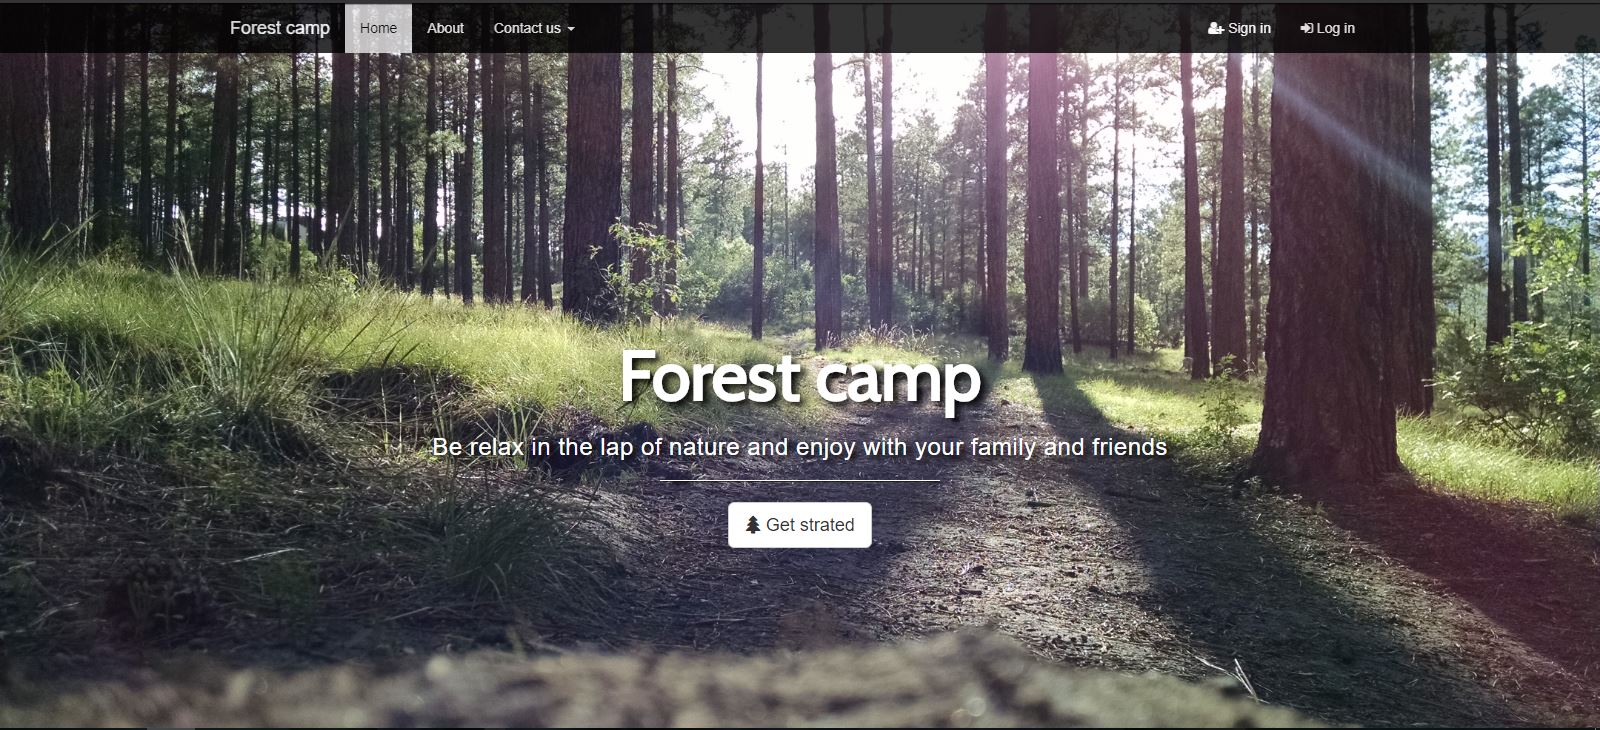 Forest camp Home About Contact us Sign in Log in
Forest camp
Be relax in the lap of nature and enjoy with your family and friends
Get strated